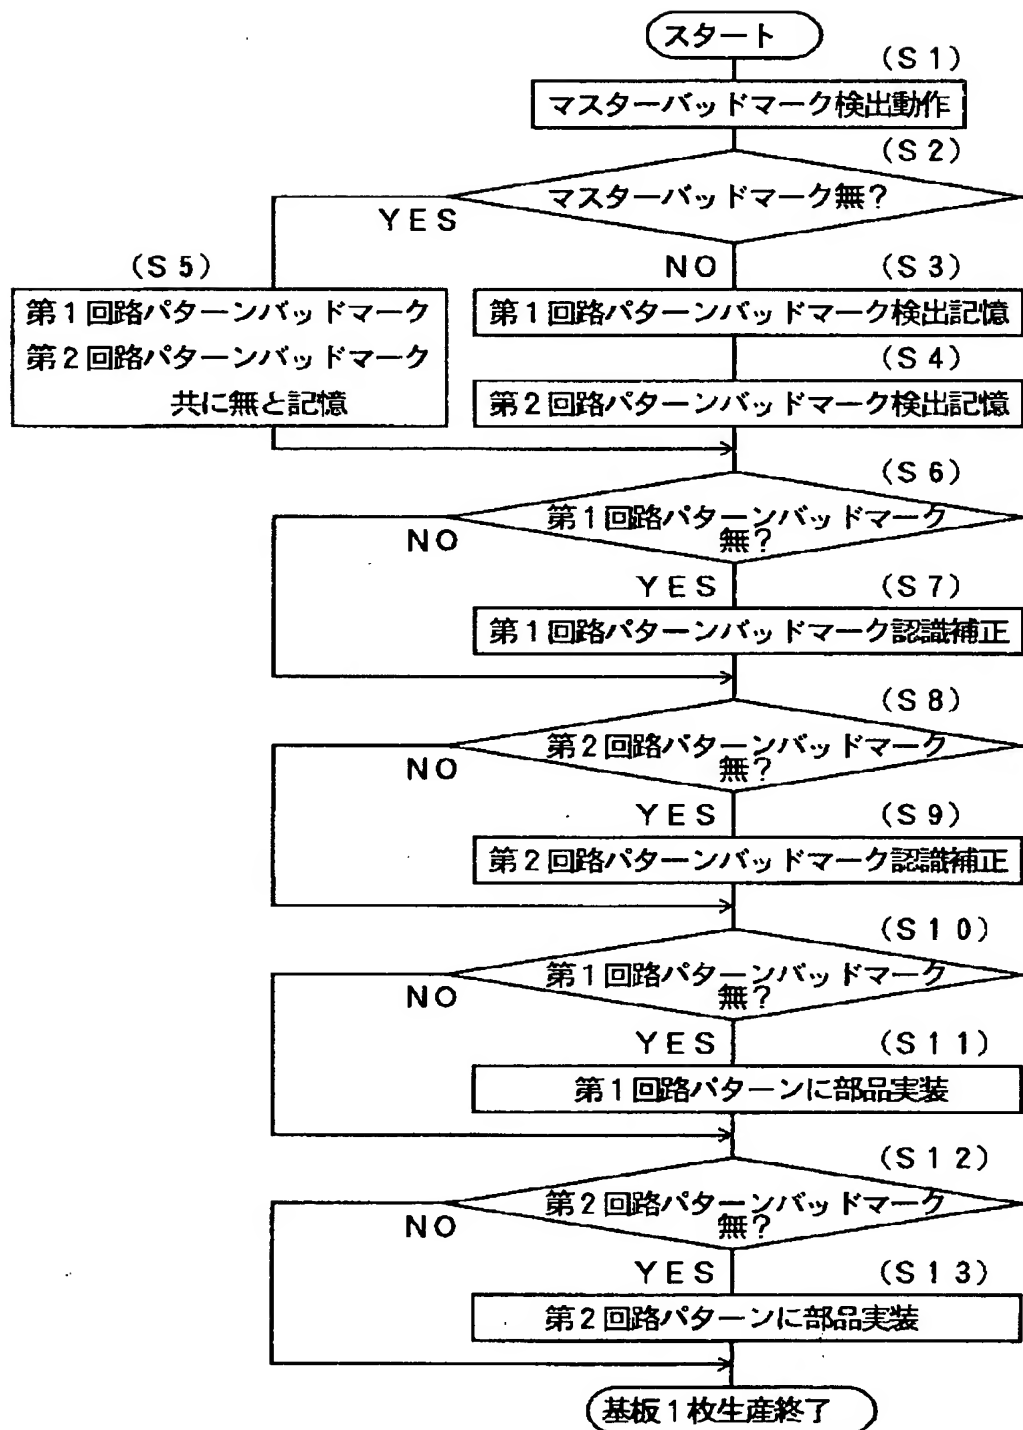 スタート
(S1)
マスターバッドマーク検出動作
(S2)
マスターバッドマーク無?
YES
NO
(S5)
第1回路パターンバッドマーク
第2回路パターンバッドマーク
共に無と記憶
(S3)
第1回路パターンバッドマーク検出記憶
(S4)
第2回路パターンバッドマーク検出記憶
(S6)
第1回路パターンバッドマーク
無?
NO
YES
(S7)
第1回路パターンバッドマーク認識補正
(S8)
第2回路パターンバッドマーク
無?
NO
YES
(S9)
第2回路パターンバッドマーク認識補正
(S10)
第1回路パターンバッドマーク
無?
NO
YES
(S11)
第1回路パターンに部品実装
(S12)
第2回路パターンバッドマーク
無?
NO
YES
(S13)
第2回路パターンに部品実装
基板1枚生産終了